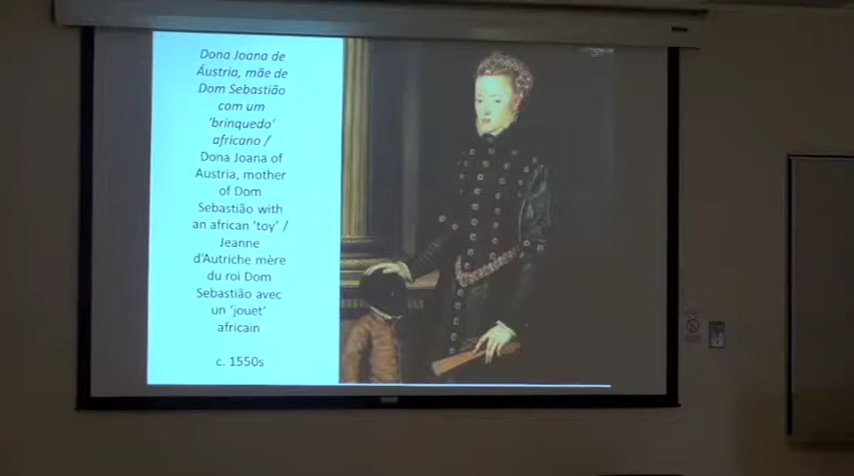 Dona Joana de
Áustria, mãe de
Dom Sebastião
com um
'brinquedo'
africano /
Dona Joana of
Austria, mother
of Dom
Sebastião with
an african 'toy' /
Jeanne
d'Autriche mère
du roi Dom
Sebastião avec
un 'jouet'
africain
c. 1550s